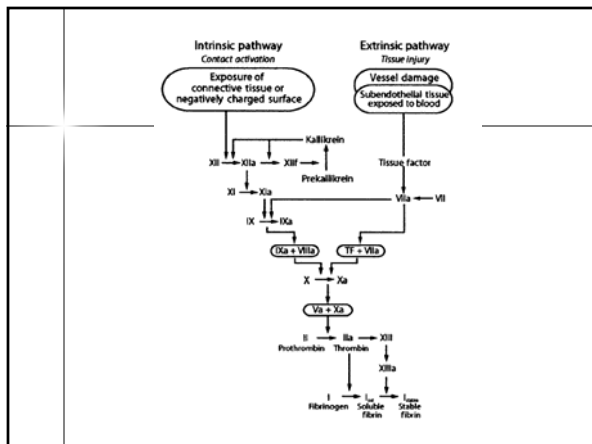 Intrinsic pathway
Contact activation
Exposure of
connective tissue or
negatively charged surface
Extrinsic pathway
Tissue injury
Vessel damage
Subendothelial tissue
exposed to blood
Kallikrein
XII XIIa XIIf
Prekallikrein
Tissue factor
XI XIa
VIIa VII
IX IXa
IXa + VIIIa TF + VIIa
X Xa
Va + Xa
II IIa XIII
Prothrombin Thrombin
XIIIa
I I I
Fibrinogen Soluble Stable
fibrin fibrin